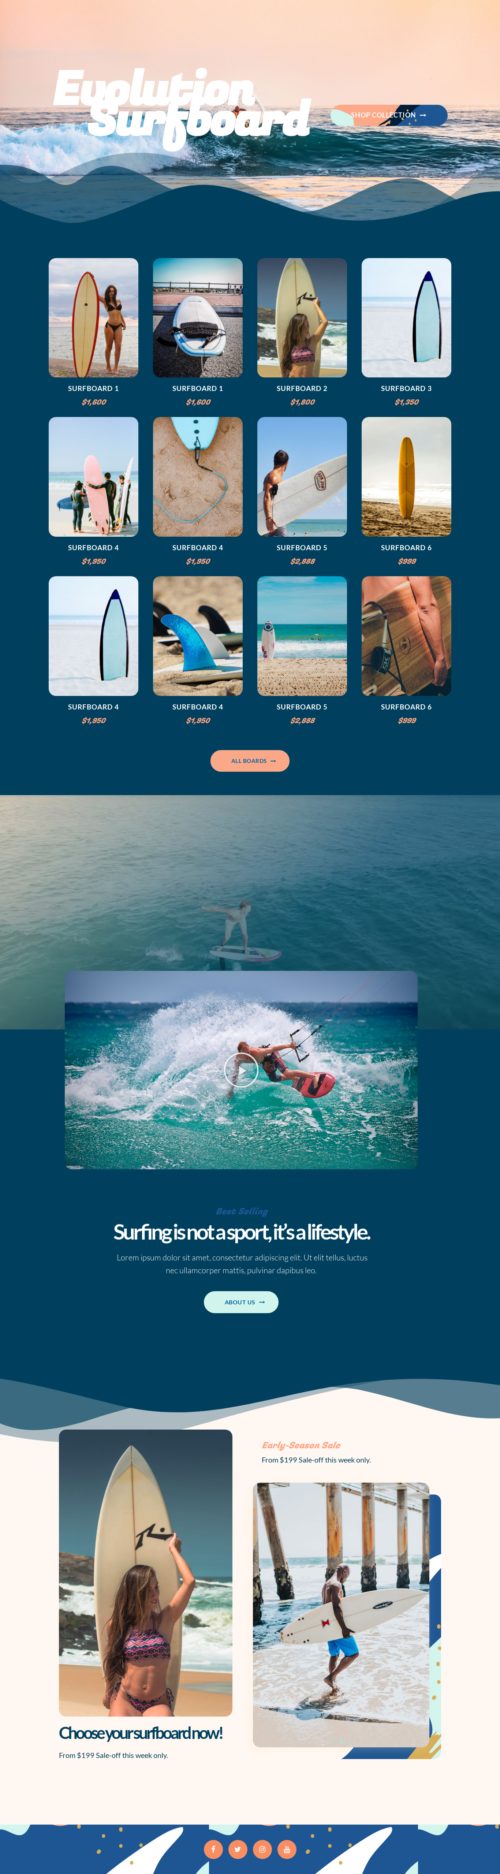 Evolution
Surfboard
SHOP COLLECTION →
SURFBOARD 1
$1,600
SURFBOARD 1
$1,600
SURFBOARD 2
$1,800
SURFBOARD 3
$1,350
SURFBOARD 4
$1,950
SURFBOARD 4
$1,950
SURFBOARD 5
$2,888
SURFBOARD 6
$999
SURFBOARD 4
$1,950
SURFBOARD 4
$1,950
SURFBOARD 5
$2,888
SURFBOARD 6
$999
ALL BOARDS →
Best Selling
Surfing is not a sport, it's a lifestyle.
Lorem ipsum dolor sit amet, consectetur adipiscing elit. Ut elit tellus, luctus
nec ullamcorper mattis, pulvinar dapibus leo.
ABOUT US →
Early-Season Sale
From $199 Sale-off this week only.
Choose your surfboard now!
From $199 Sale-off this week only.